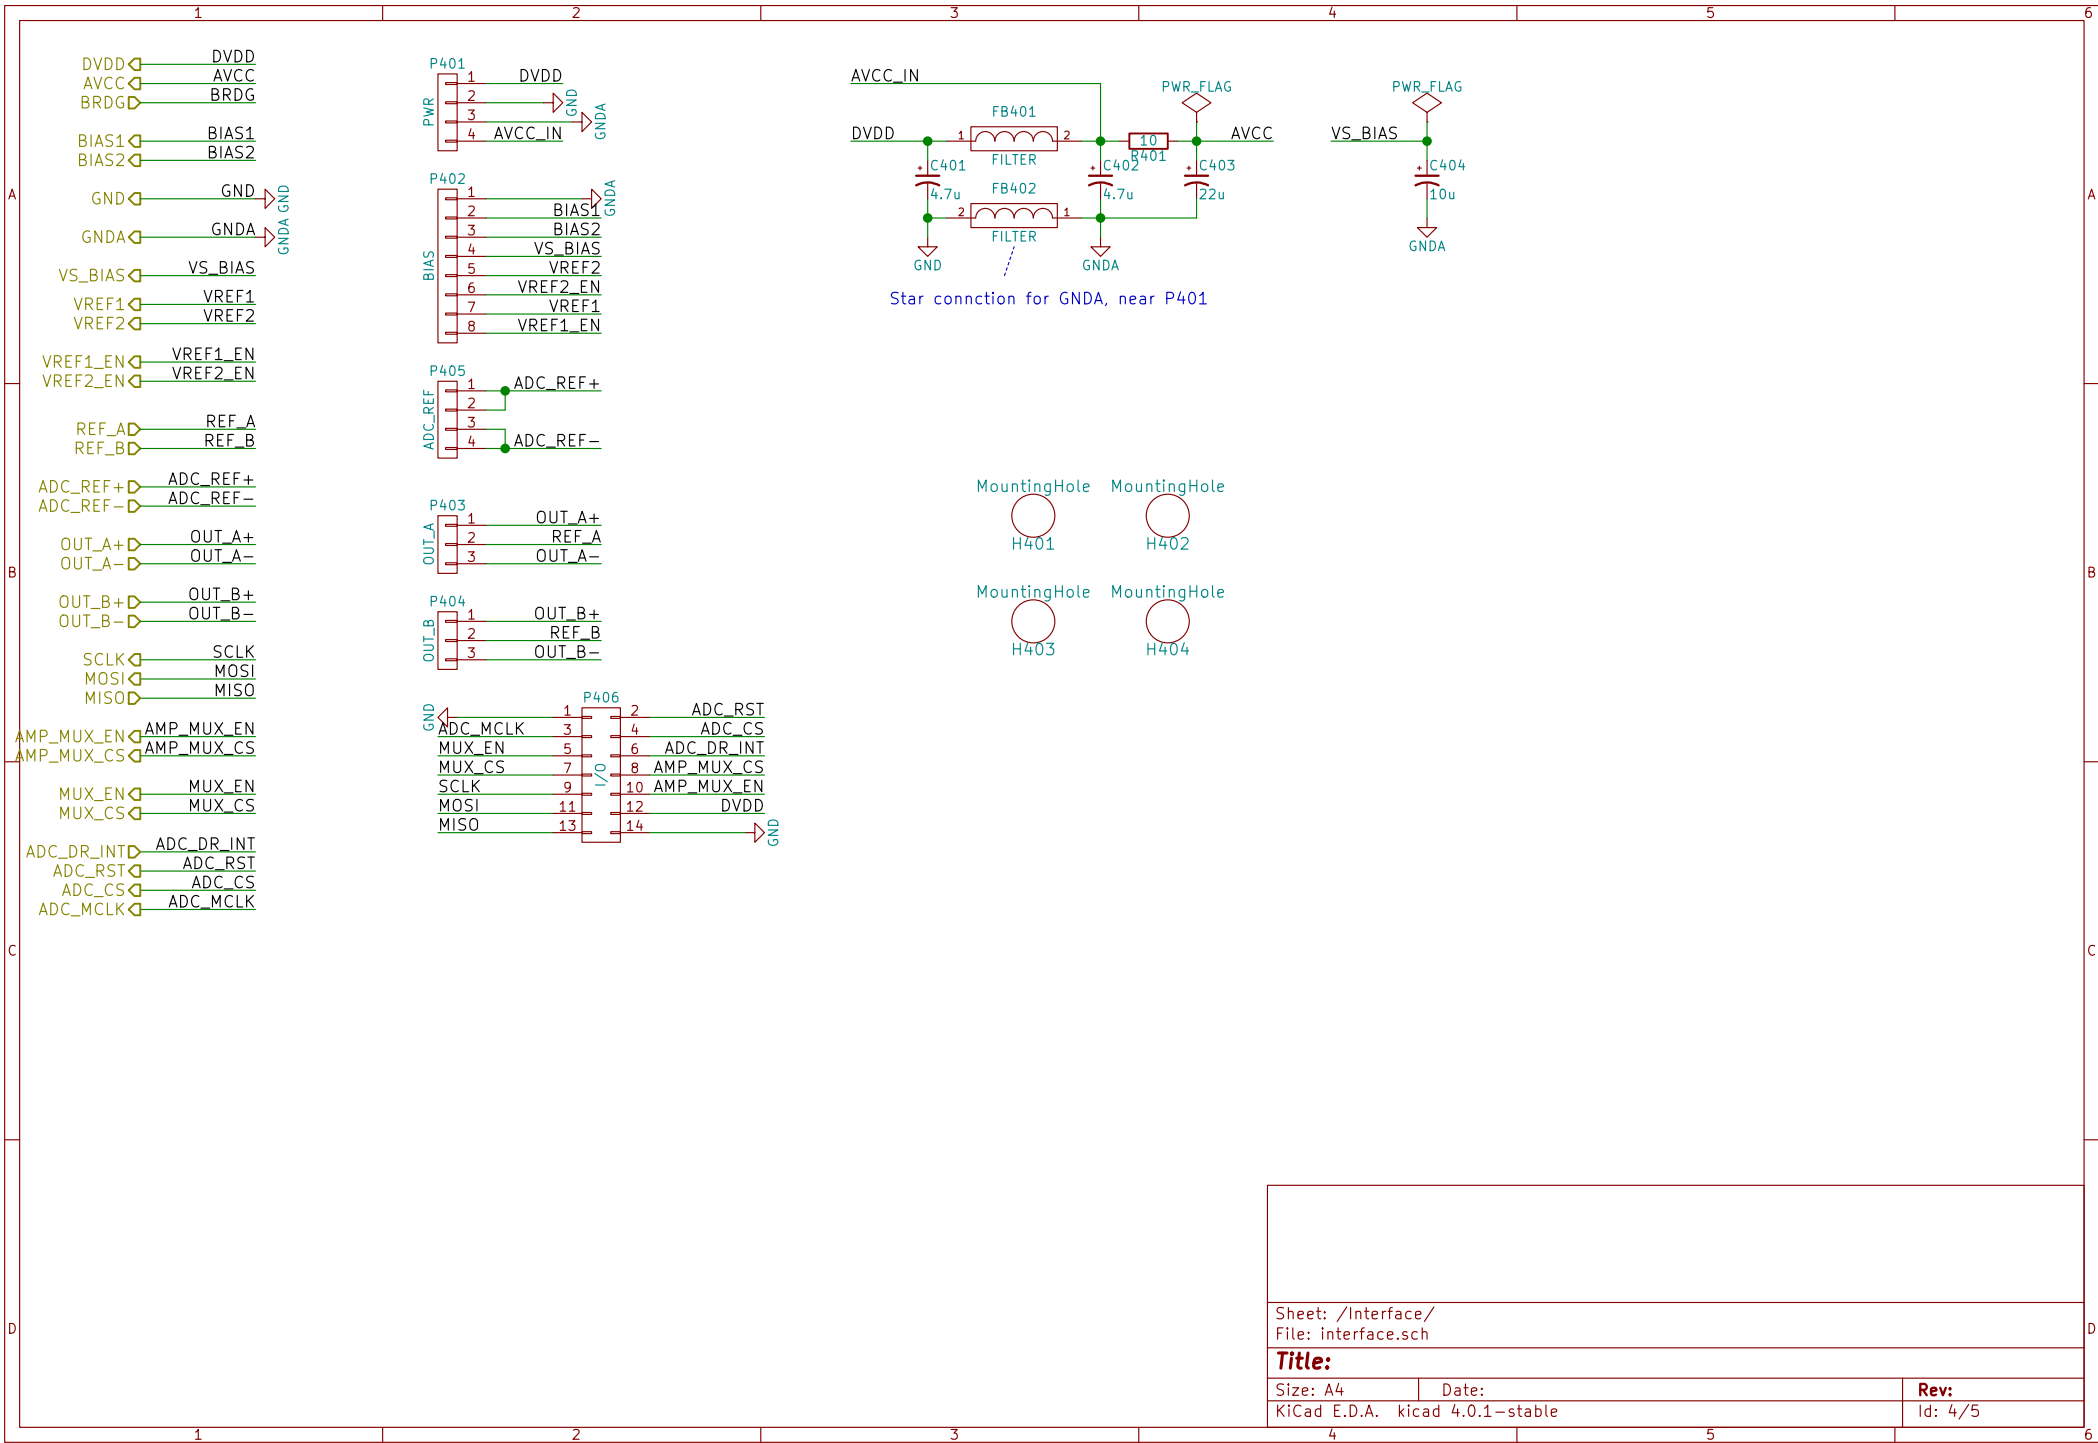 1 2 3 4 5 6
A
B
C
D
DVDD DVDD
AVCC AVCC
BRDG BRDG
BIAS1 BIAS1
BIAS2 BIAS2
GND GND GND
GNDA GNDA GNDA
VS_BIAS VS_BIAS
VREF1 VREF1
VREF2 VREF2
VREF1_EN VREF1_EN
VREF2_EN VREF2_EN
REF_A REF_A
REF_B REF_B
ADC_REF+ ADC_REF+
ADC_REF- ADC_REF-
OUT_A+ OUT_A+
OUT_A- OUT_A-
OUT_B+ OUT_B+
OUT_B- OUT_B-
SCLK SCLK
MOSI MOSI
MISO MISO
AMP_MUX_EN AMP_MUX_EN
AMP_MUX_CS AMP_MUX_CS
MUX_EN MUX_EN
MUX_CS MUX_CS
ADC_DR_INT ADC_DR_INT
ADC_RST ADC_RST
ADC_CS ADC_CS
ADC_MCLK ADC_MCLK
P401
PWR
1 DVDD
2 GND
3 GNDA
4 AVCC_IN
P402
BIAS
1 GNDA
2 BIAS1
3 BIAS2
4 VS_BIAS
5 VREF2
6 VREF2_EN
7 VREF1
8 VREF1_EN
P405
ADC_REF
1 ADC_REF+
2
3
4 ADC_REF-
P403
OUT_A
1 OUT_A+
2 REF_A
3 OUT_A-
P404
OUT_B
1 OUT_B+
2 REF_B
3 OUT_B-
P406
I/O
GND 1 2 ADC_RST
ADC_MCLK 3 4 ADC_CS
MUX_EN 5 6 ADC_DR_INT
MUX_CS 7 8 AMP_MUX_CS
SCLK 9 10 AMP_MUX_EN
MOSI 11 12 DVDD
MISO 13 14 GND
AVCC_IN
PWR_FLAG
FB401
DVDD 1 2 10 AVCC
FILTER
R401
C401
4.7u
C402
4.7u
C403
22u
FB402
2 1
FILTER
GND
GNDA
Star connction for GNDA, near P401
PWR_FLAG
VS_BIAS
C404
10u
GNDA
MountingHole MountingHole
H401 H402
MountingHole MountingHole
H403 H404
Sheet: /Interface/
File: interface.sch
Title:
Size: A4 Date: Rev:
KiCad E.D.A. kicad 4.0.1-stable Id: 4/5
A
B
C
D
1 2 3 4 5 6